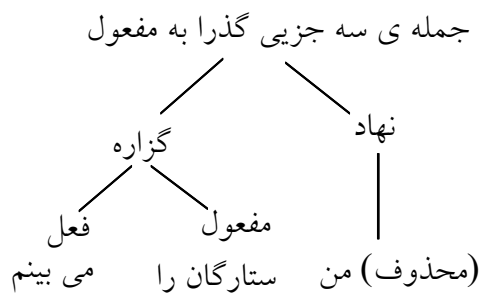 جمله ی سه جزیی گذرا به مفعول
نهاد
گزاره
مفعول
فعل
(محذوف) من
ستارگان را
می بینم